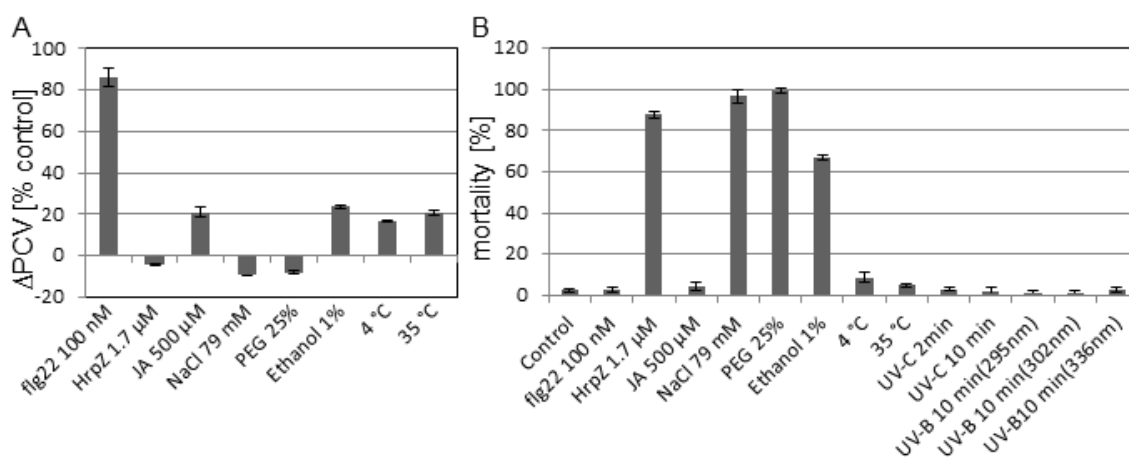 A
ΔPCV [% control]
100
80
60
40
20
0
-20
flg22 100 nM
HrpZ 1.7 µM
JA 500 µM
NaCl 79 mM
PEG 25%
Ethanol 1%
4 °C
35 °C
B
mortality [%]
120
100
80
60
40
20
0
Control
flg22 100 nM
HrpZ 1.7 µM
JA 500 µM
NaCl 79 mM
PEG 25%
Ethanol 1%
4 °C
35 °C
UV-C 2min
UV-C 10 min
UV-B 10 min(295nm)
UV-B 10 min(302nm)
UV-B10 min(336nm)